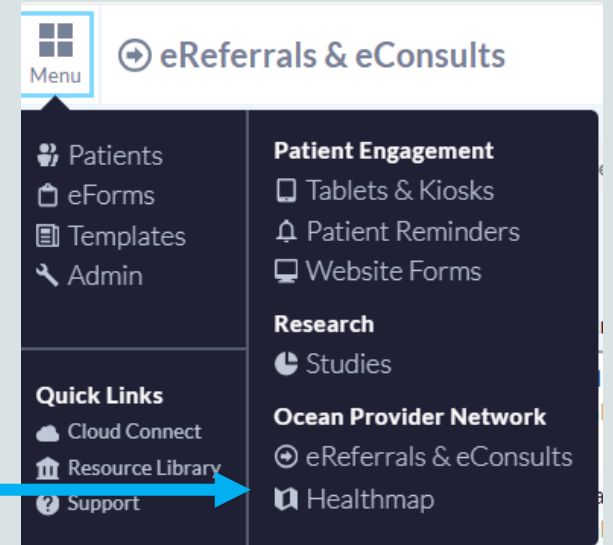 Menu
eReferrals & eConsults
Patients
eForms
Templates
Admin
Quick Links
Cloud Connect
Resource Library
Support
Patient Engagement
Tablets & Kiosks
Patient Reminders
Website Forms
Research
Studies
Ocean Provider Network
eReferrals & eConsults
Healthmap